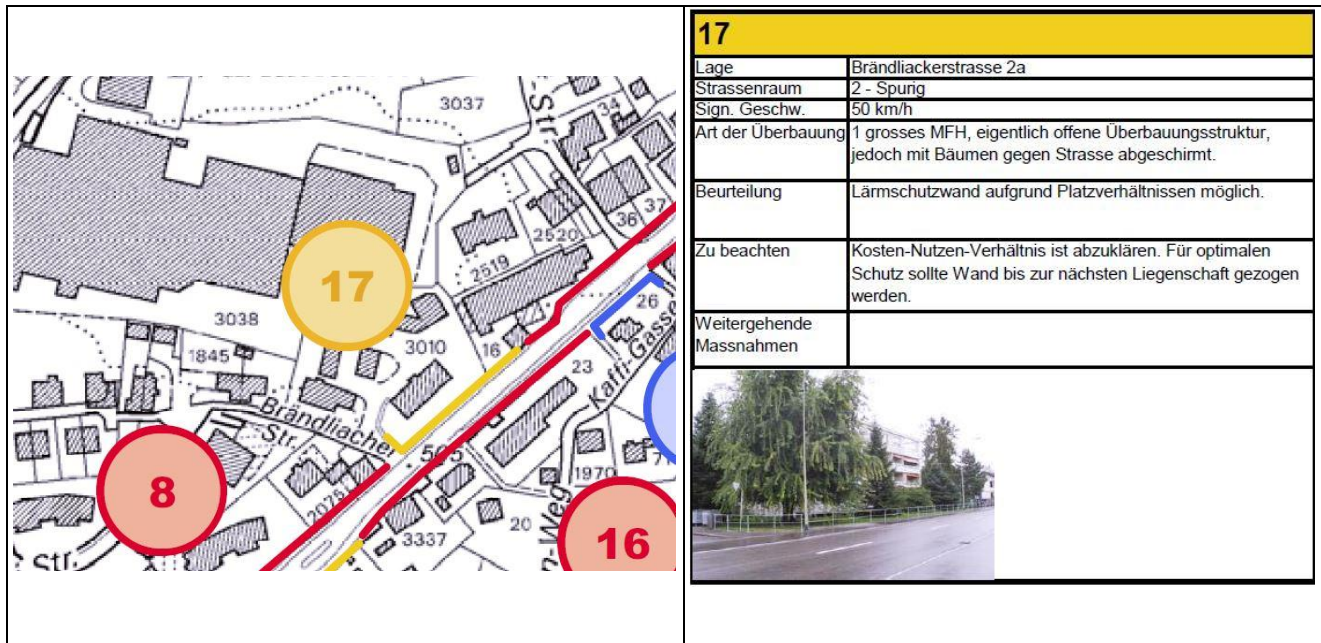 3037
Str.
34
37
36
2520
2519
17
26
3038
3010
16
1845
23
Kaffi-Gasse
Brändliacher
Str.
505
8
2075
1970
71
20
16
3337
Str.
17
Lage Brändliackerstrasse 2a
Strassenraum 2 - Spurig
Sign. Geschw. 50 km/h
Art der Überbauung 1 grosses MFH, eigentlich offene Überbauungsstruktur,
jedoch mit Bäumen gegen Strasse abgeschirmt.
Beurteilung Lärmschutzwand aufgrund Platzverhältnissen möglich.
Zu beachten Kosten-Nutzen-Verhältnis ist abzuklären. Für optimalen
Schutz sollte Wand bis zur nächsten Liegenschaft gezogen
werden.
Weitergehende
Massnahmen